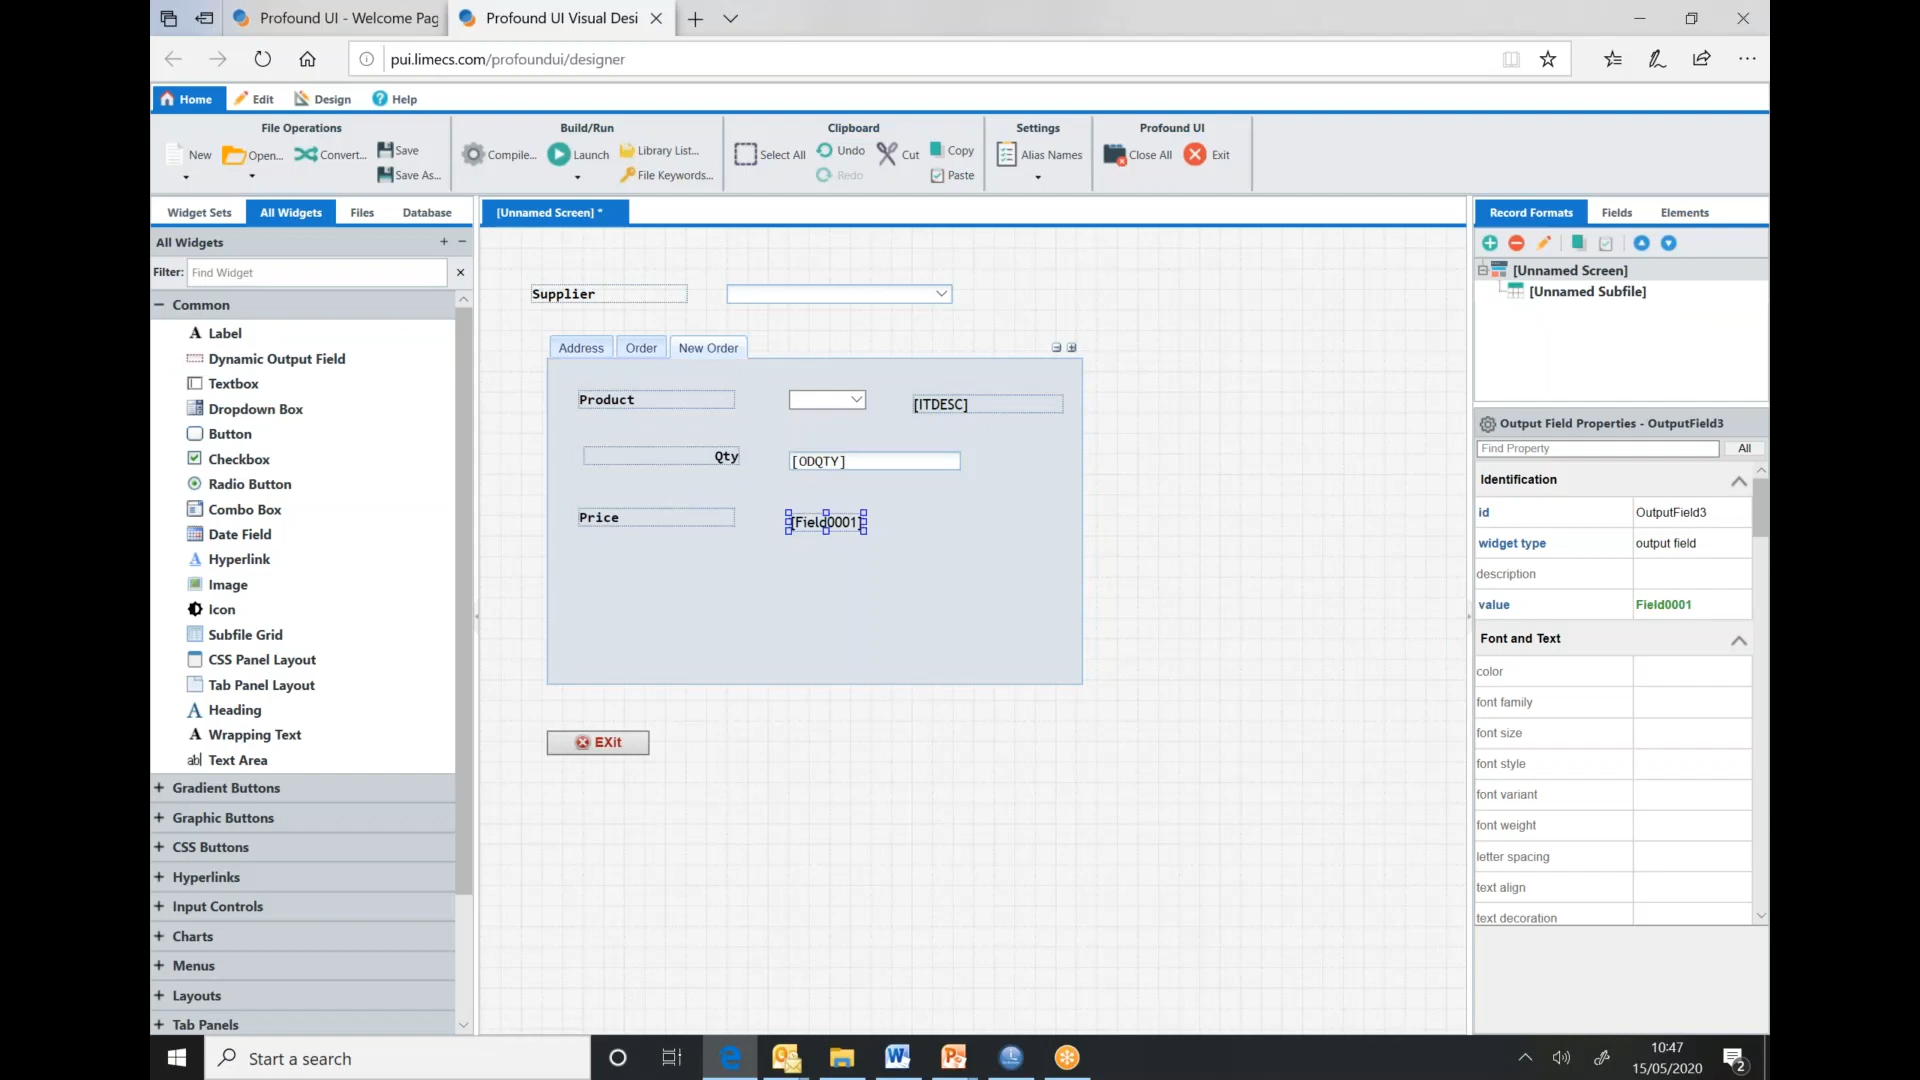 Profound UI - Welcome Pag
Profound UI Visual Desi
pui.limecs.com/profoundui/designer
Home
Edit
Design
Help
File Operations
New
Open...
Convert...
Save
Save As...
Build/Run
Compile...
Launch
Library List...
File Keywords...
Clipboard
Select All
Undo
Redo
Cut
Copy
Paste
Settings
Alias Names
Profound UI
Close All
Exit
Widget Sets
All Widgets
Files
Database
All Widgets
Filter:
Find Widget
Common
Label
Dynamic Output Field
Textbox
Dropdown Box
Button
Checkbox
Radio Button
Combo Box
Date Field
Hyperlink
Image
Icon
Subfile Grid
CSS Panel Layout
Tab Panel Layout
Heading
Wrapping Text
Text Area
Gradient Buttons
Graphic Buttons
CSS Buttons
Hyperlinks
Input Controls
Charts
Menus
Layouts
Tab Panels
[Unnamed Screen] *
Supplier
Address
Order
New Order
Product
[ITDESC]
Qty
[ODQTY]
Price
[Field0001]
EXit
Record Formats
Fields
Elements
[Unnamed Screen]
[Unnamed Subfile]
Output Field Properties - OutputField3
Find Property
All
Identification
id
OutputField3
widget type
output field
description
value
Field0001
Font and Text
color
font family
font size
font style
font variant
font weight
letter spacing
text align
text decoration
Start a search
10:47
15/05/2020
2